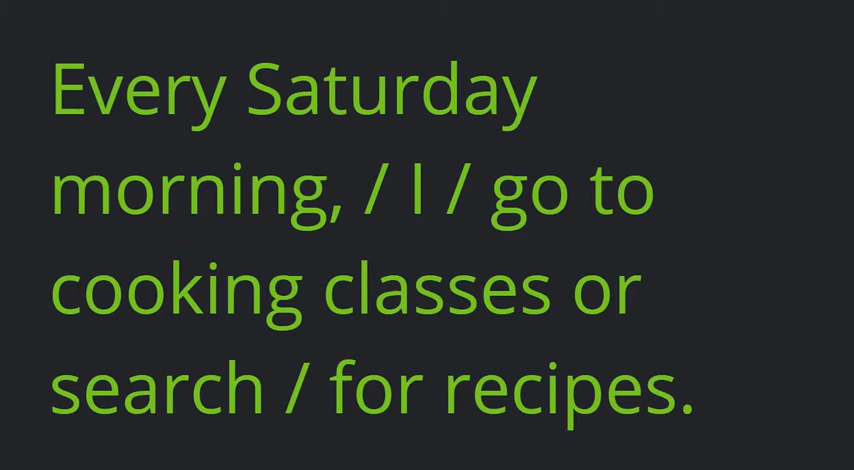 Every Saturday
morning, / I / go to
cooking classes or
search / for recipes.